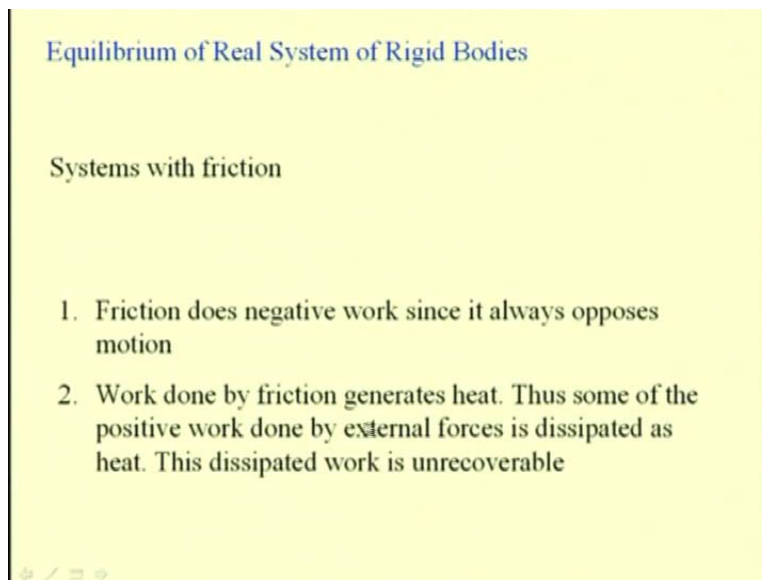 Equilibrium of Real System of Rigid Bodies
Systems with friction
1. Friction does negative work since it always opposes
motion
2. Work done by friction generates heat. Thus some of the
positive work done by external forces is dissipated as
heat. This dissipated work is unrecoverable